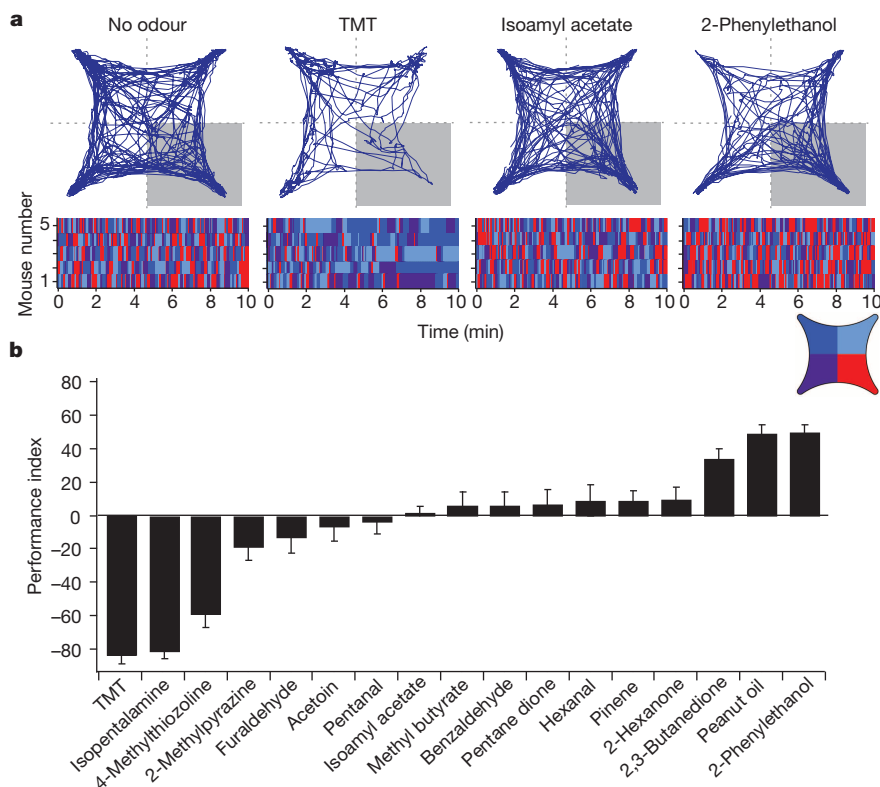 a
No odour TMT Isoamyl acetate 2-Phenylethanol
Mouse number
5
1
0 2 4 6 8 10 0 2 4 6 8 10 0 2 4 6 8 10 0 2 4 6 8 10
Time (min)
b
Performance index
80
60
40
20
0
−20
−40
−60
−80
TMT
Isopentalamine
4-Methylthiozoline
2-Methylpyrazine
Furaldehyde
Acetoin
Pentanal
Isoamyl acetate
Methyl butyrate
Benzaldehyde
Pentane dione
Hexanal
Pinene
2-Hexanone
2,3-Butanedione
Peanut oil
2-Phenylethanol